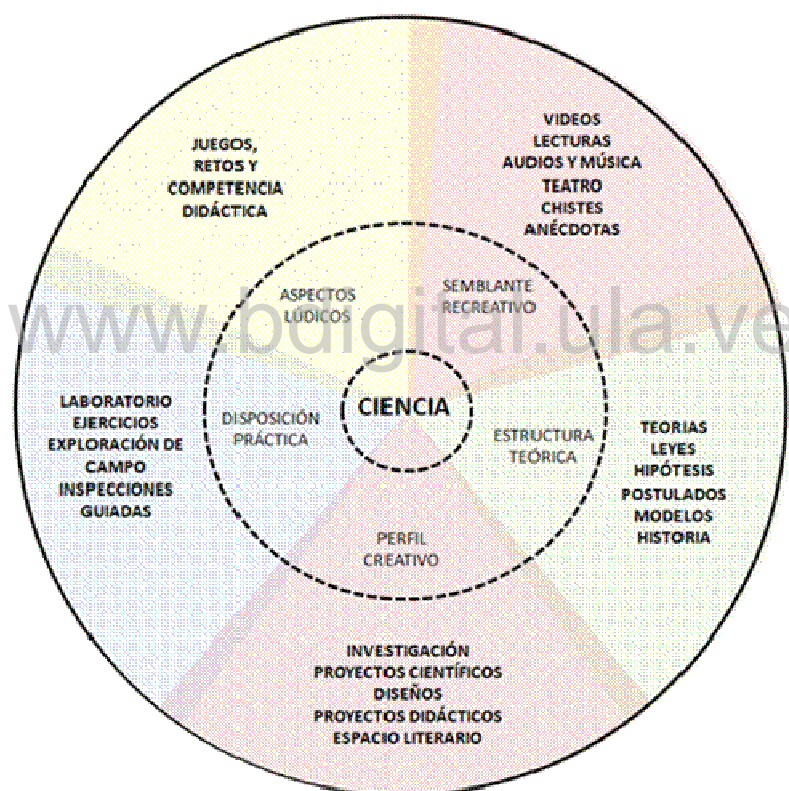 JUEGOS,
RETOS Y
COMPETENCIA
DIDÁCTICA
VIDEOS
LECTURAS
AUDIOS Y MÚSICA
TEATRO
CHISTES
ANÉCDOTAS
ASPECTOS
LÚDICOS
SEMBLANTE
RECREATIVO
www.bdigital.ula.ve
CIENCIA
DISPOSICIÓN
PRÁCTICA
ESTRUCTURA
TEÓRICA
LABORATORIO
EJERCICIOS
EXPLORACIÓN DE
CAMPO
INSPECCIONES
GUIADAS
TEORIAS
LEYES
HIPÓTESIS
POSTULADOS
MODELOS
HISTORIA
PERFIL
CREATIVO
INVESTIGACIÓN
PROYECTOS CIENTÍFICOS
DISEÑOS
PROYECTOS DIDÁCTICOS
ESPACIO LITERARIO